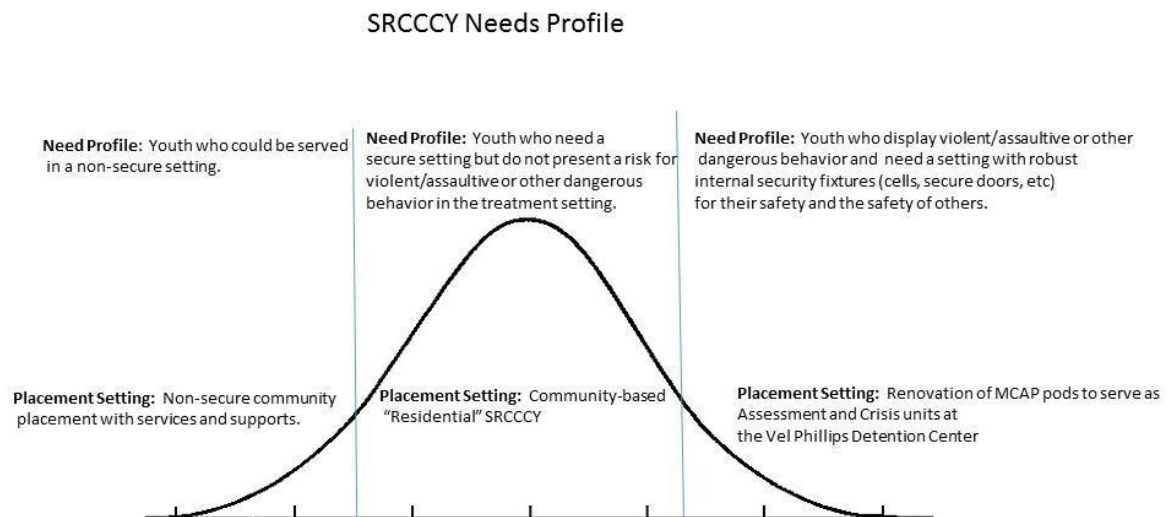 SRCCCY Needs Profile
Need Profile: Youth who could be served
in a non-secure setting.
Need Profile: Youth who need a
secure setting but do not present a risk for
violent/assaultive or other dangerous
behavior in the treatment setting.
Need Profile: Youth who display violent/assaultive or other
dangerous behavior and need a setting with robust
internal security fixtures (cells, secure doors, etc)
for their safety and the safety of others.
Placement Setting: Non-secure community
placement with services and supports.
Placement Setting: Community-based
"Residential" SRCCCY
Placement Setting: Renovation of MCAP pods to serve as
Assessment and Crisis units at
the Vel Phillips Detention Center